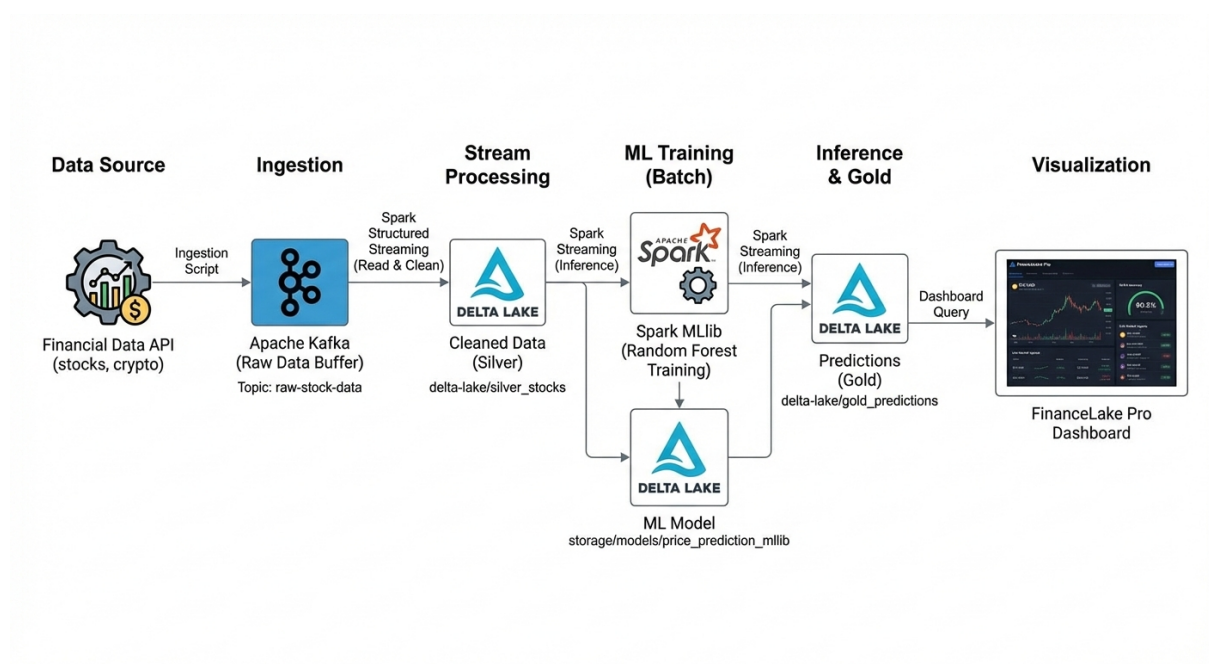 Data Source
Ingestion
Stream
Processing
ML Training
(Batch)
Inference
& Gold
Visualization
Financial Data API
(stocks, crypto)
Ingestion
Script
Apache Kafka
(Raw Data Buffer)
Topic: raw-stock-data
Spark
Structured
Streaming
(Read & Clean)
DELTA LAKE
Cleaned Data
(Silver)
delta-lake/silver_stocks
Spark
Streaming
(Inference)
APACHE
Spark
Spark MLlib
(Random Forest
Training)
DELTA LAKE
ML Model
storage/models/price_prediction_mllib
Spark
Streaming
(Inference)
DELTA LAKE
Predictions
(Gold)
delta-lake/gold_predictions
Dashboard
Query
FinanceLake Pro
Dashboard